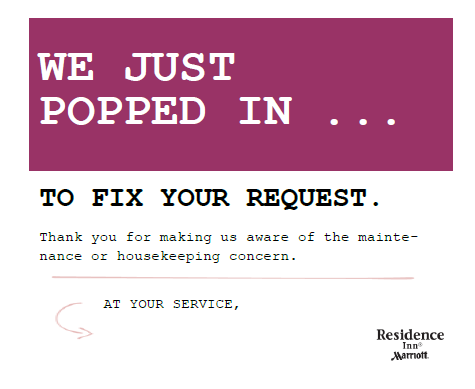 WE JUST
POPPED IN ...
TO FIX YOUR REQUEST.
Thank you for making us aware of the mainte-
nance or housekeeping concern.
AT YOUR SERVICE,
Residence
Inn®
Marriott.